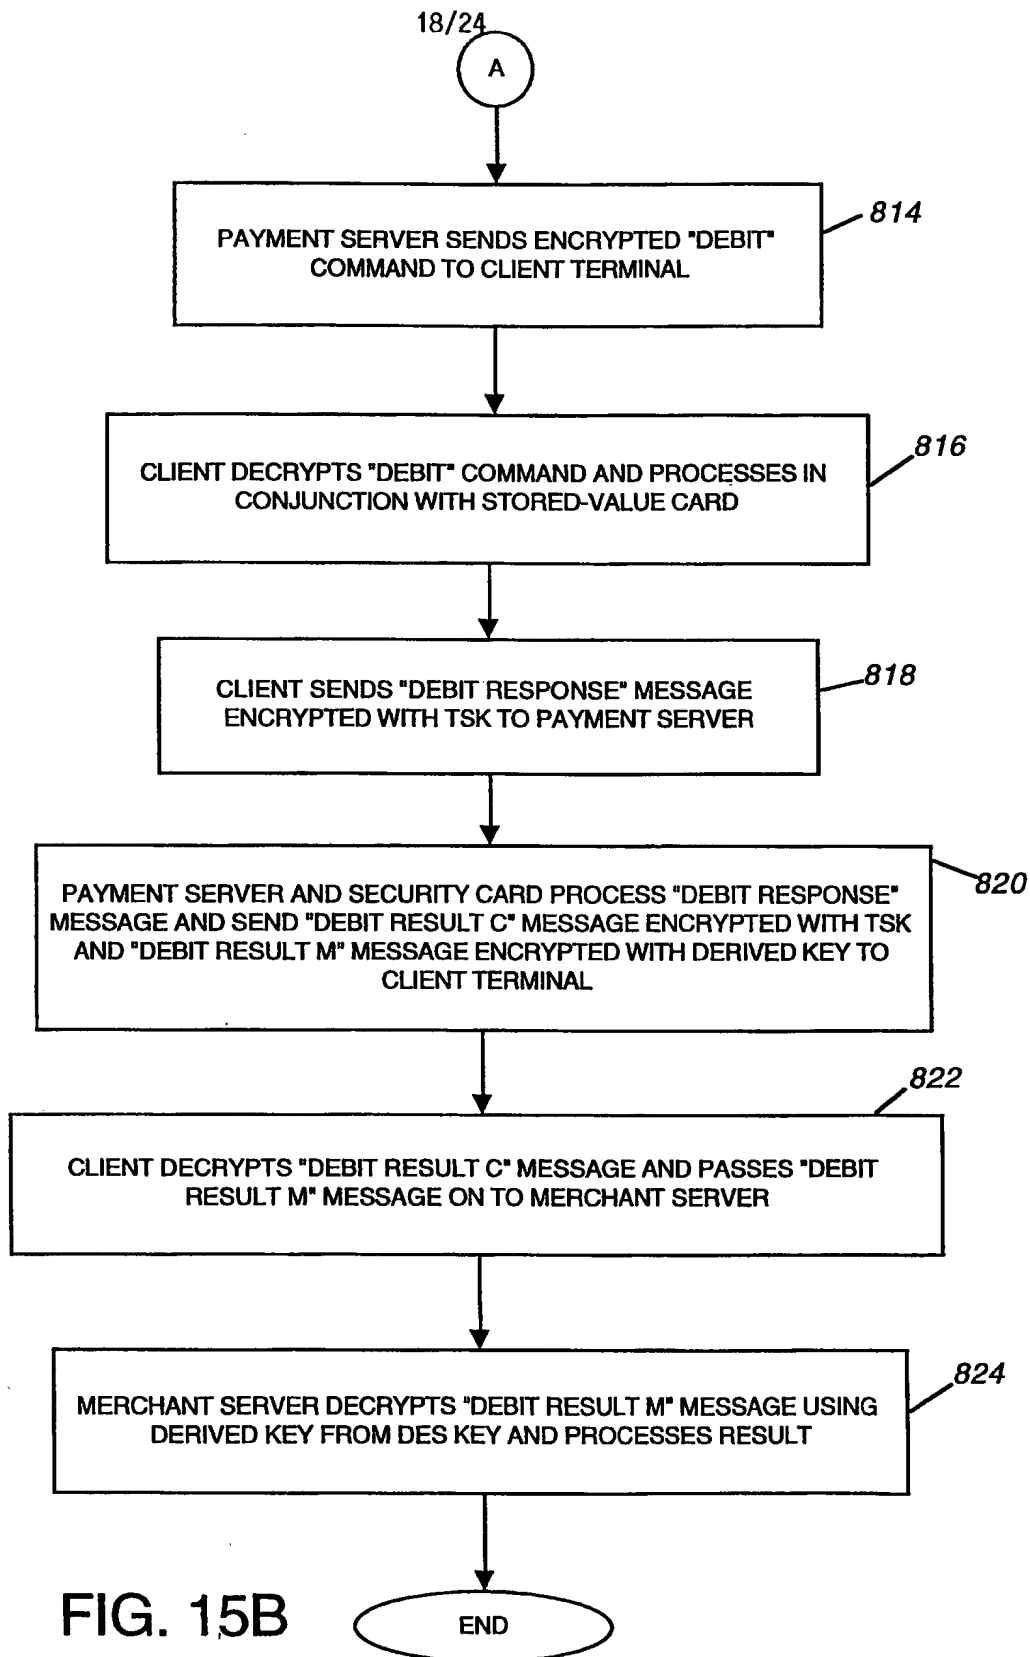 18/24
A
PAYMENT SERVER SENDS ENCRYPTED "DEBIT"
COMMAND TO CLIENT TERMINAL
814
CLIENT DECRYPTS "DEBIT" COMMAND AND PROCESSES IN
CONJUNCTION WITH STORED-VALUE CARD
816
CLIENT SENDS "DEBIT RESPONSE" MESSAGE
ENCRYPTED WITH TSK TO PAYMENT SERVER
818
PAYMENT SERVER AND SECURITY CARD PROCESS "DEBIT RESPONSE"
MESSAGE AND SEND "DEBIT RESULT C" MESSAGE ENCRYPTED WITH TSK
AND "DEBIT RESULT M" MESSAGE ENCRYPTED WITH DERIVED KEY TO
CLIENT TERMINAL
820
822
CLIENT DECRYPTS "DEBIT RESULT C" MESSAGE AND PASSES "DEBIT
RESULT M" MESSAGE ON TO MERCHANT SERVER
824
MERCHANT SERVER DECRYPTS "DEBIT RESULT M" MESSAGE USING
DERIVED KEY FROM DES KEY AND PROCESSES RESULT
FIG. 15B
END